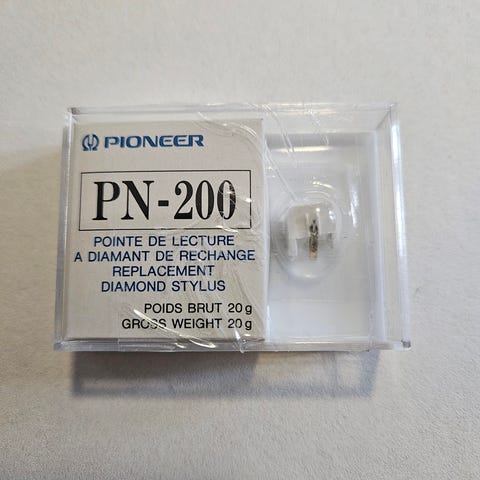 PIONEER
PN-200
POINTE DE LECTURE
A DIAMANT DE RECHANGE
REPLACEMENT
DIAMOND STYLUS
POIDS BRUT 20g
GROSS WEIGHT 20g